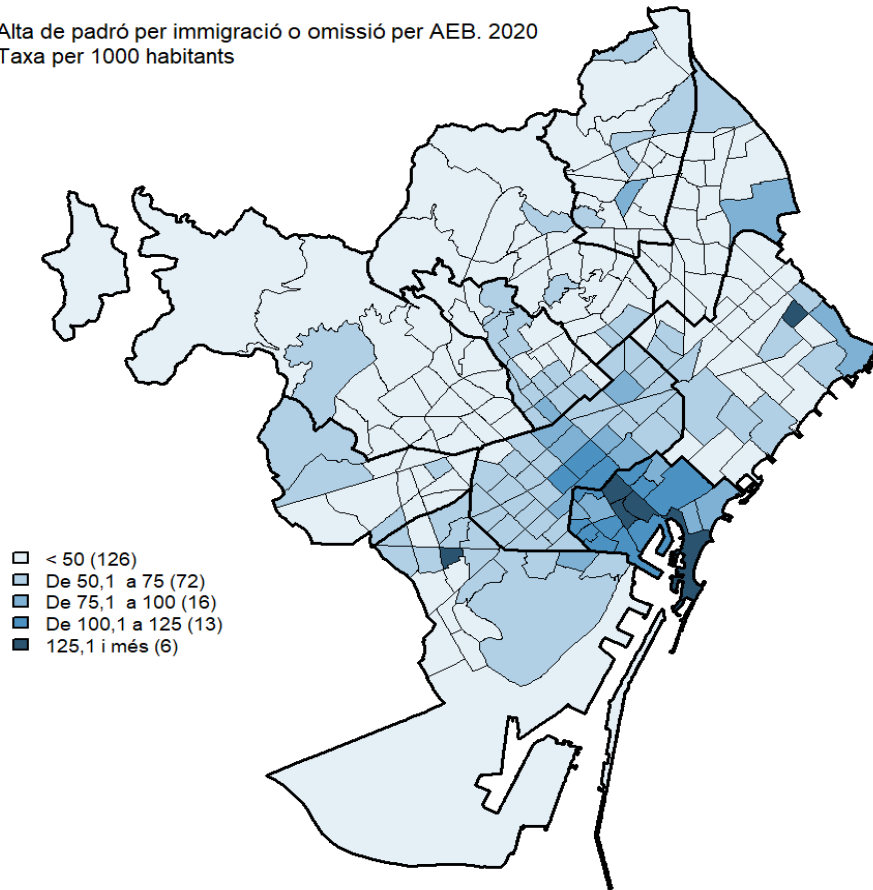 Alta de padró per immigració o omissió per AEB. 2020
Taxa per 1000 habitants
< 50 (126)
De 50,1 a 75 (72)
De 75,1 a 100 (16)
De 100,1 a 125 (13)
125,1 i més (6)